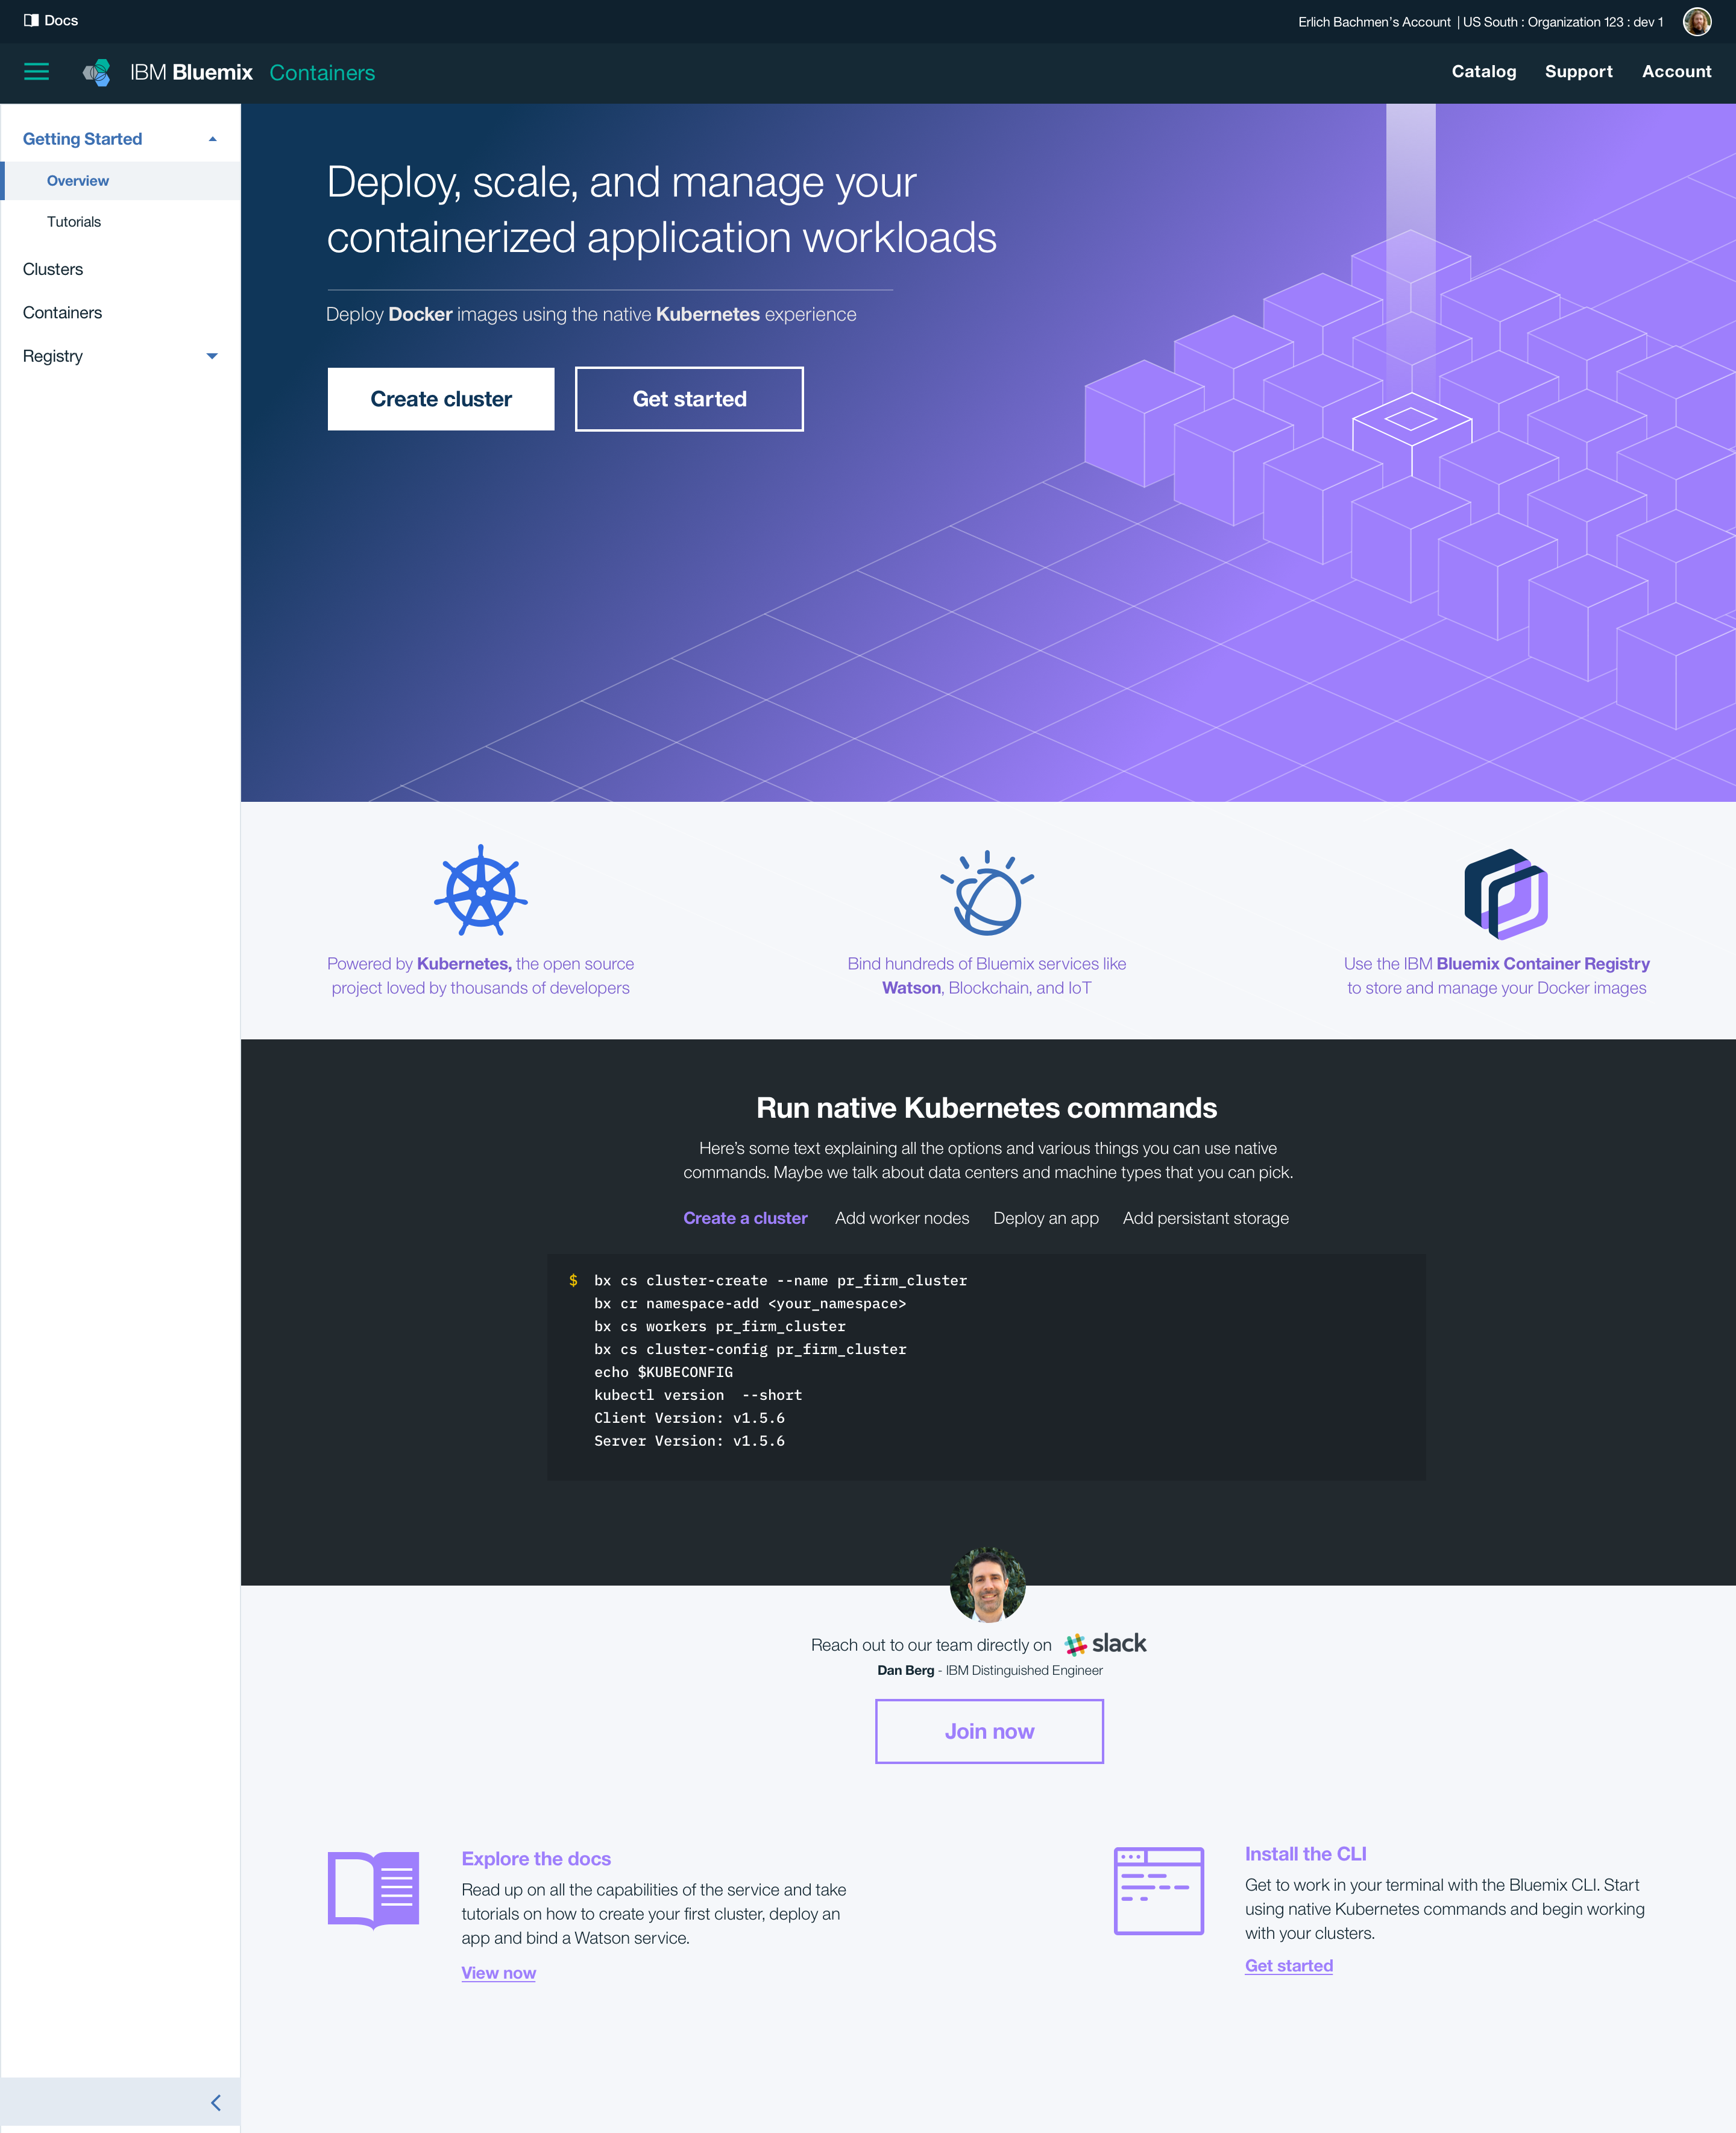 Docs
Erlich Bachmen's Account | US South : Organization 123 : dev 1
IBM Bluemix Containers
Catalog Support Account
Getting Started
Overview
Tutorials
Clusters
Containers
Registry
Deploy, scale, and manage your
containerized application workloads
Deploy Docker images using the native Kubernetes experience
Create cluster
Get started
Powered by Kubernetes, the open source
project loved by thousands of developers
Bind hundreds of Bluemix services like
Watson, Blockchain, and IoT
Use the IBM Bluemix Container Registry
to store and manage your Docker images
Run native Kubernetes commands
Here's some text explaining all the options and various things you can use native
commands. Maybe we talk about data centers and machine types that you can pick.
Create a cluster Add worker nodes Deploy an app Add persistant storage
$ bx cs cluster-create --name pr_firm_cluster
bx cr namespace-add <your_namespace>
bx cs workers pr_firm_cluster
bx cs cluster-config pr_firm_cluster
echo $KUBECONFIG
kubectl version --short
Client Version: v1.5.6
Server Version: v1.5.6
Reach out to our team directly on slack
Dan Berg - IBM Distinguished Engineer
Join now
Explore the docs
Read up on all the capabilities of the service and take
tutorials on how to create your first cluster, deploy an
app and bind a Watson service.
View now
Install the CLI
Get to work in your terminal with the Bluemix CLI. Start
using native Kubernetes commands and begin working
with your clusters.
Get started